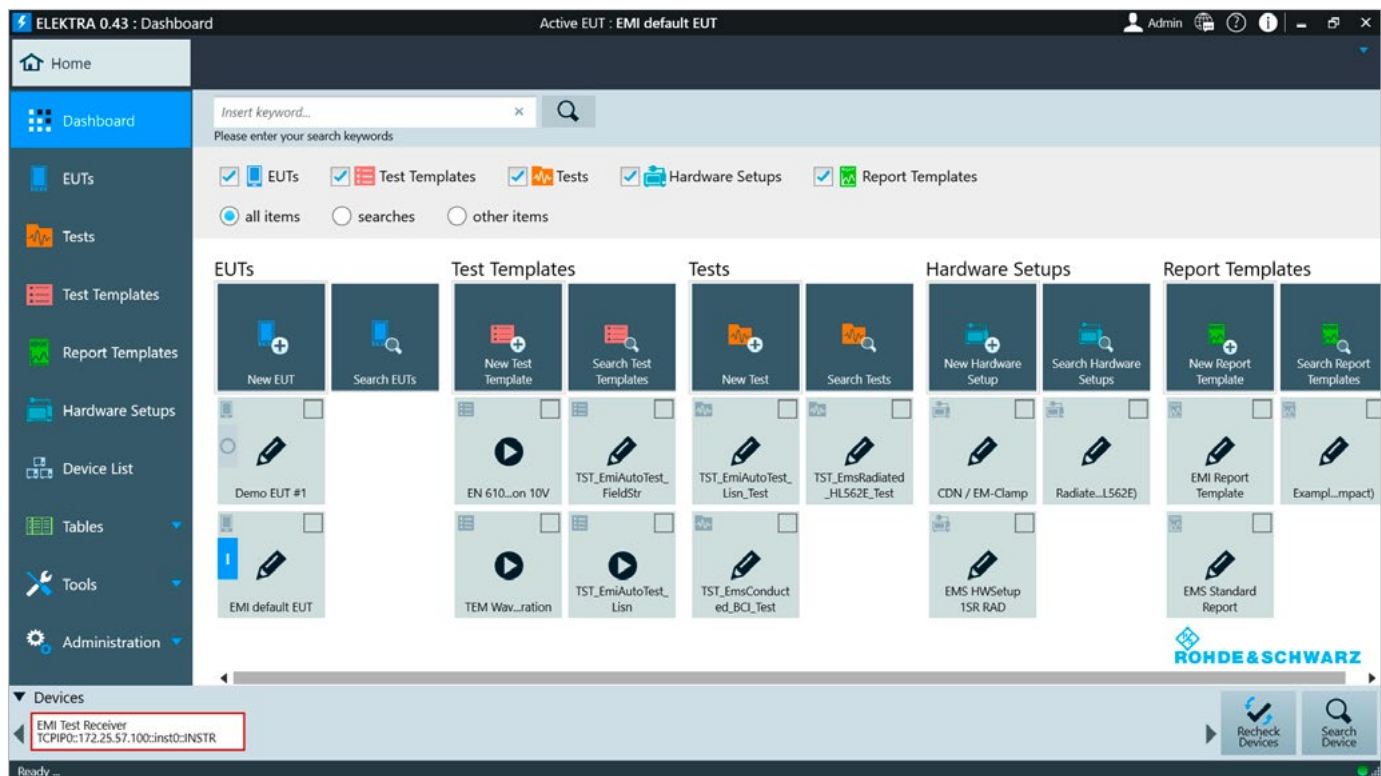 ELEKTRA 0.43 : Dashboard
Active EUT : EMI default EUT
Admin
Home
Dashboard
EUTs
Tests
Test Templates
Report Templates
Hardware Setups
Device List
Tables
Tools
Administration
Insert keyword...
Please enter your search keywords
EUTs
Test Templates
Tests
Hardware Setups
Report Templates
all items
searches
other items
EUTs
New EUT
Search EUTs
Demo EUT #1
I
EMI default EUT
Test Templates
New Test
Template
Search Test
Templates
EN 610...on 10V
TST_EmiAutoTest_
FieldStr
TEM Wav...ration
TST_EmiAutoTest_
Lisn
Tests
New Test
Search Tests
TST_EmiAutoTest_
Lisn_Test
TST_EmsRadiated
_HL562E_Test
TST_EmsConduct
ed_BCI_Test
Hardware Setups
New Hardware
Setup
Search Hardware
Setups
CDN / EM-Clamp
Radiate...L562E)
EMS HWSetup
1SR RAD
Report Templates
New Report
Template
Search Report
Templates
EMI Report
Template
Exampl...mpact)
EMS Standard
Report
ROHDE&SCHWARZ
Devices
EMI Test Receiver
TCPIP0::172.25.57.100::inst0::INSTR
Recheck
Devices
Search
Device
Ready ...